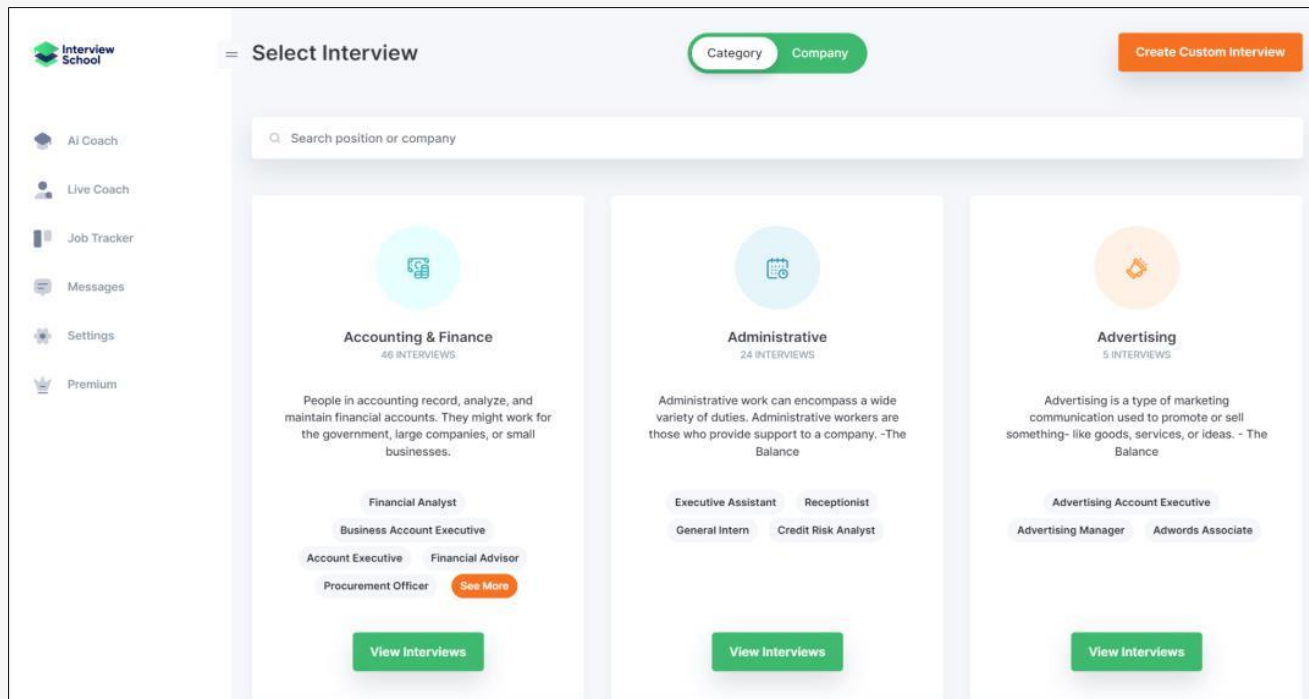 Interview
School
Select Interview
Category
Company
Create Custom Interview
Search position or company
Ai Coach
Live Coach
Job Tracker
Messages
Settings
Premium
Accounting & Finance
46 INTERVIEWS
People in accounting record, analyze, and
maintain financial accounts. They might work for
the government, large companies, or small
businesses.
Financial Analyst
Business Account Executive
Account Executive
Financial Advisor
Procurement Officer
See More
View Interviews
Administrative
24 INTERVIEWS
Administrative work can encompass a wide
variety of duties. Administrative workers are
those who provide support to a company. -The
Balance
Executive Assistant
Receptionist
General Intern
Credit Risk Analyst
View Interviews
Advertising
5 INTERVIEWS
Advertising is a type of marketing
communication used to promote or sell
something- like goods, services, or ideas. - The
Balance
Advertising Account Executive
Advertising Manager
Adwords Associate
View Interviews